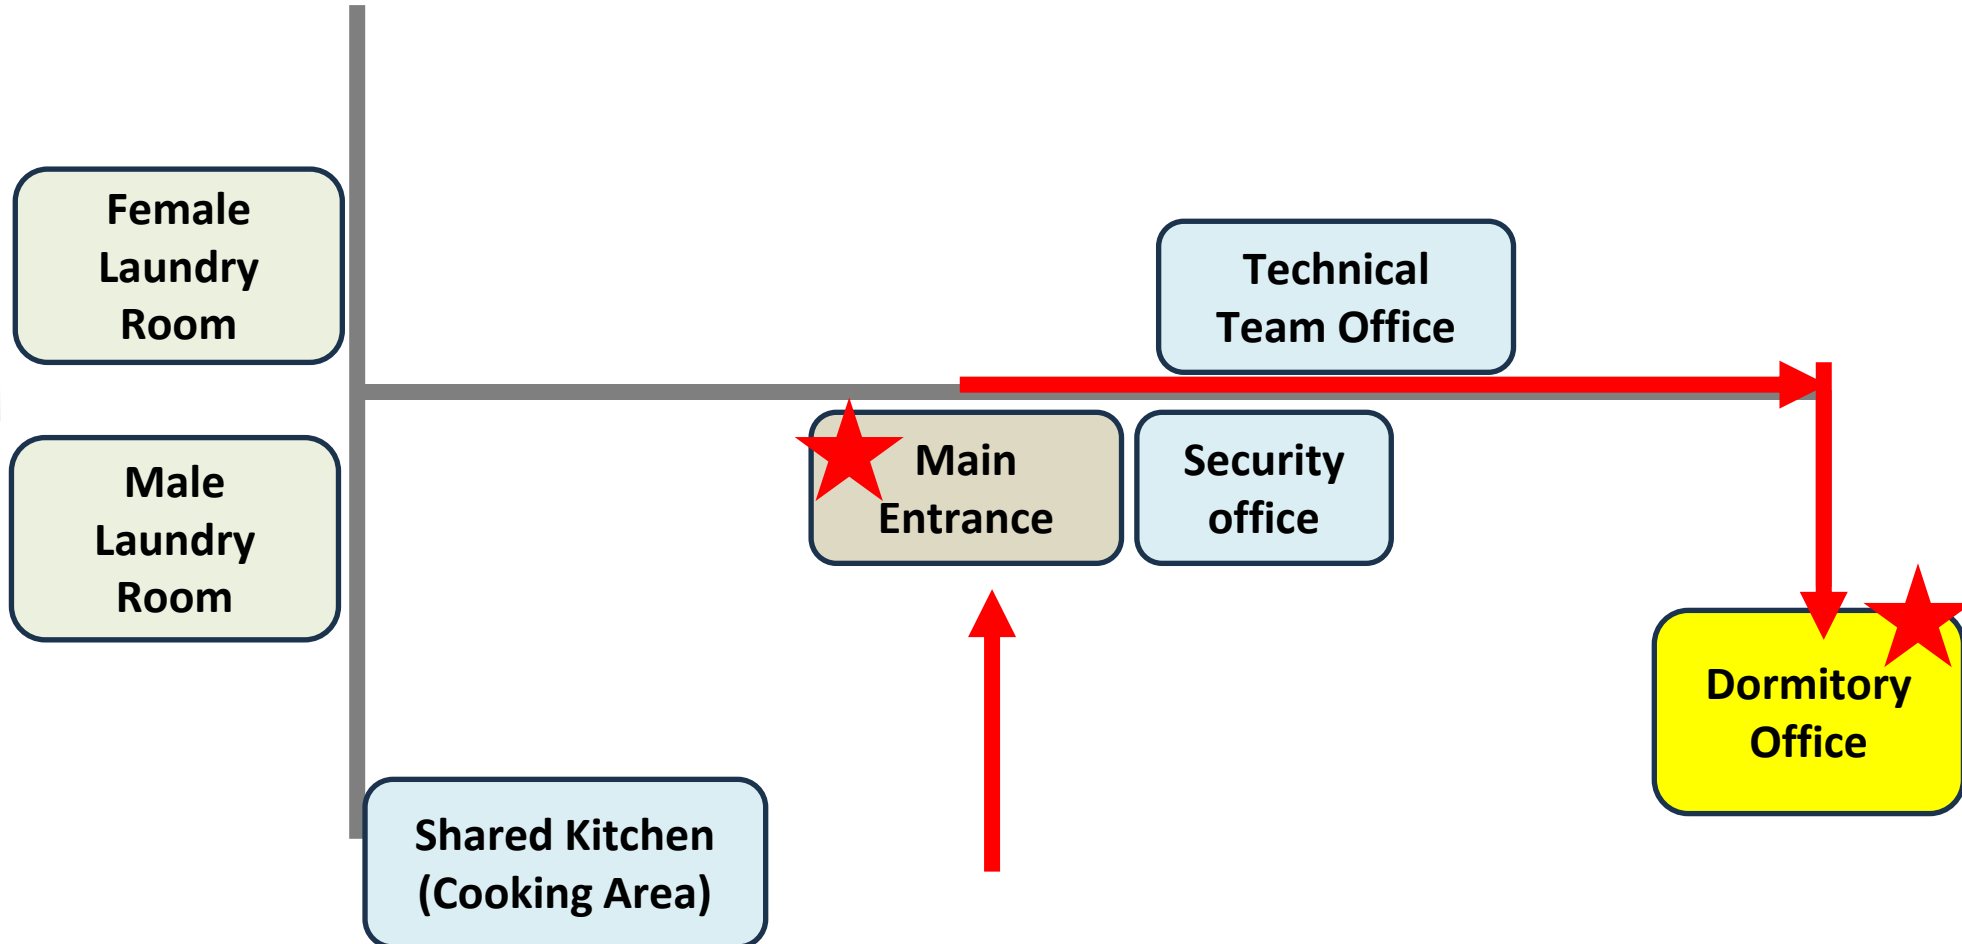 Female
Laundry
Room
Technical
Team Office
Main
Entrance
Security
office
Male
Laundry
Room
Dormitory
Office
Shared Kitchen
(Cooking Area)